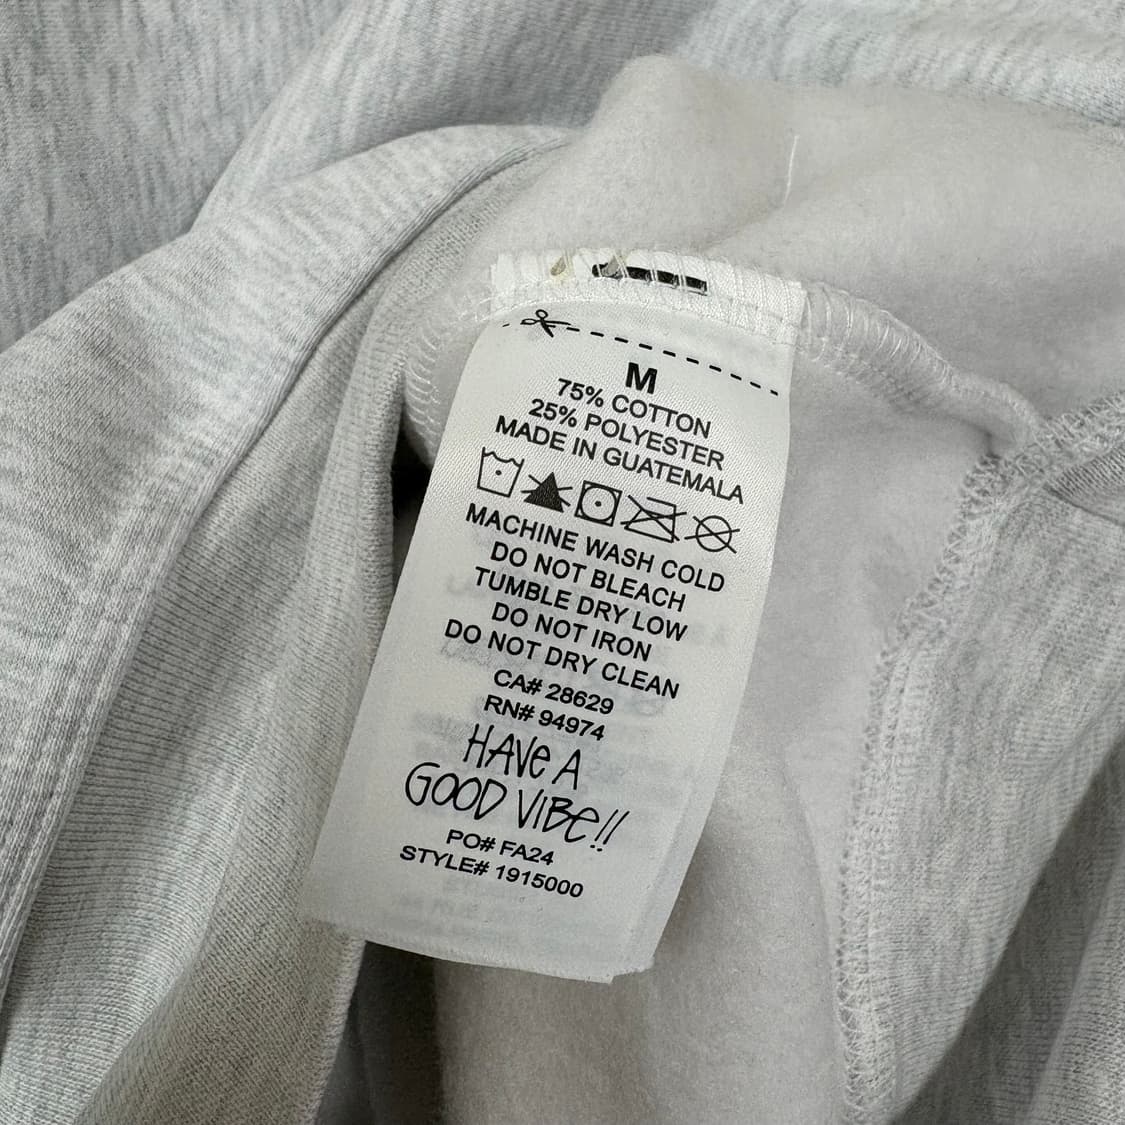 M
75% COTTON
25% POLYESTER
MADE IN GUATEMALA
MACHINE WASH COLD
DO NOT BLEACH
TUMBLE DRY LOW
DO NOT IRON
DO NOT DRY CLEAN
CA# 28629
RN# 94974
HAVE A
GOOD VIBE!!
PO# FA24
STYLE# 1915000